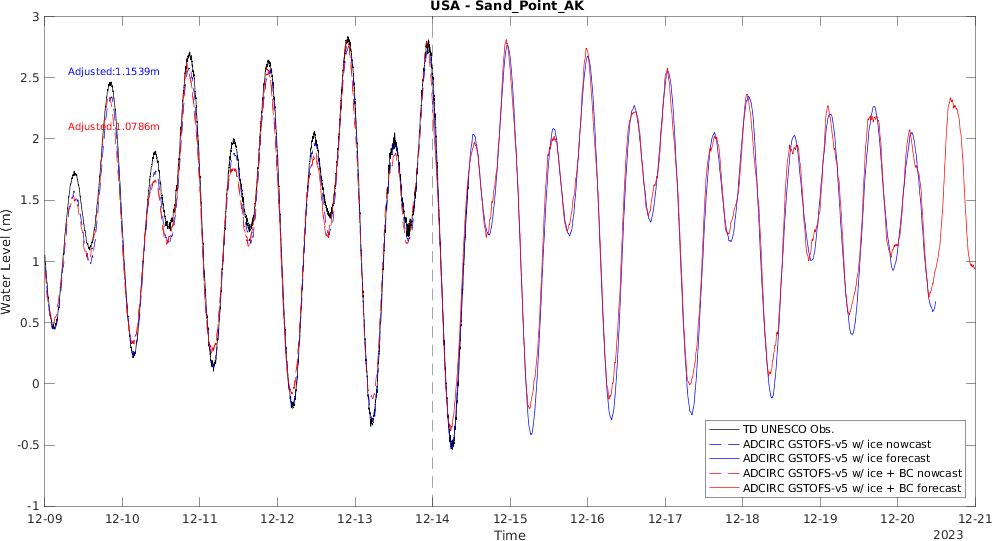 USA - Sand_Point_AK
3
2.5
2
1.5
1
0.5
0
-0.5
-1
Water Level (m)
Adjusted:1.1539m
Adjusted:1.0786m
TD UNESCO Obs.
ADCIRC GSTOFS-v5 w/ ice nowcast
ADCIRC GSTOFS-v5 w/ ice forecast
ADCIRC GSTOFS-v5 w/ ice + BC nowcast
ADCIRC GSTOFS-v5 w/ ice + BC forecast
12-09 12-10 12-11 12-12 12-13 12-14 12-15 12-16 12-17 12-18 12-19 12-20 12-21
Time
2023